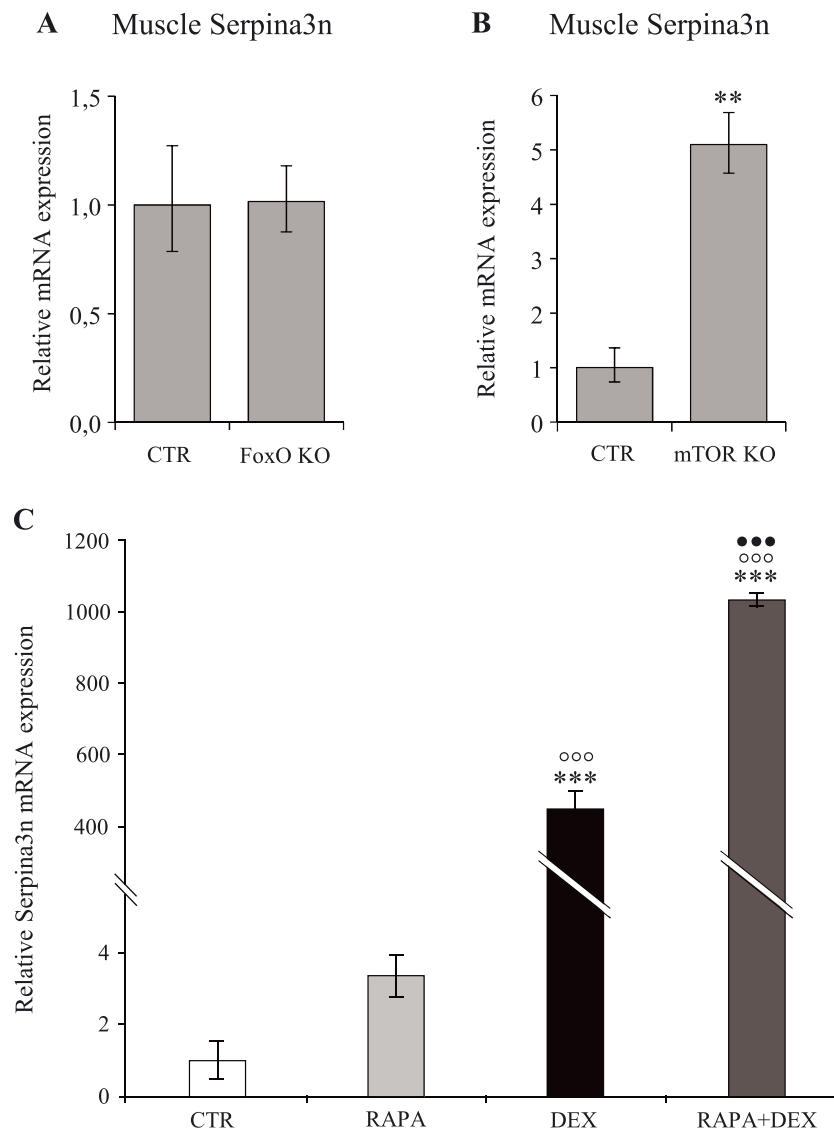 A Muscle Serpina3n
B Muscle Serpina3n
Relative mRNA expression
1,5
1,0
0,5
0,0
CTR FoxO KO
Relative mRNA expression
6
5
4
3
2
1
0
**
CTR mTOR KO
C
Relative Serpina3n mRNA expression
1200
1000
800
600
400
4
2
0
○○○
***
●●●
○○○
***
CTR RAPA DEX RAPA+DEX